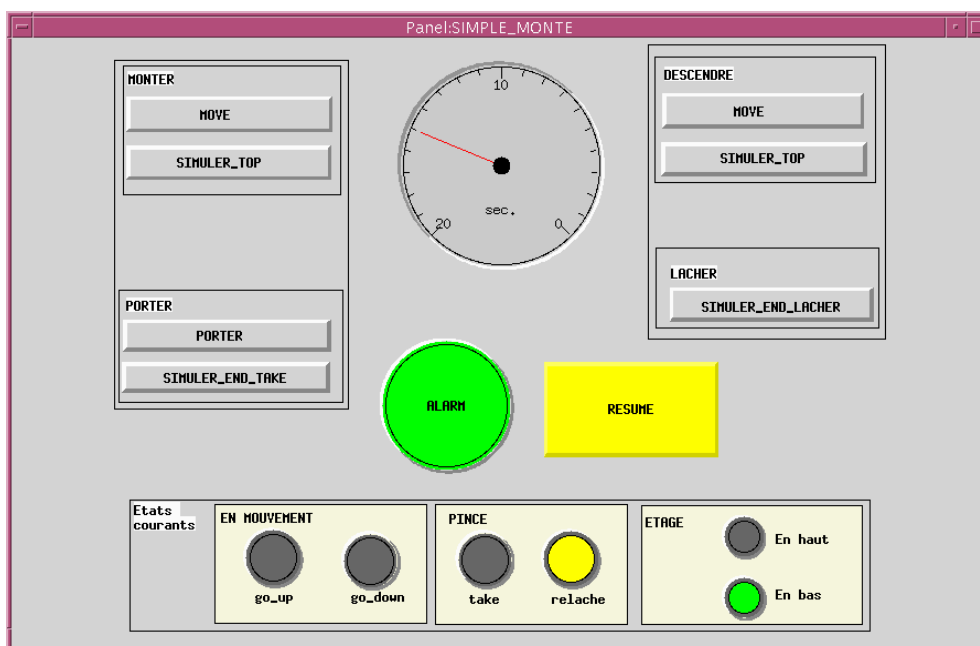 Panel:SIMPLE_MONTE
MONTER
MOVE
SIMULER_TOP
PORTER
PORTER
SIMULER_END_TAKE
10
sec.
20
0
DESCENDRE
MOVE
SIMULER_TOP
LACHER
SIMULER_END_LACHER
ALARM
RESUME
Etats
courants
EN MOUVEMENT
go_up
go_down
PINCE
take
relache
ETAGE
En haut
En bas